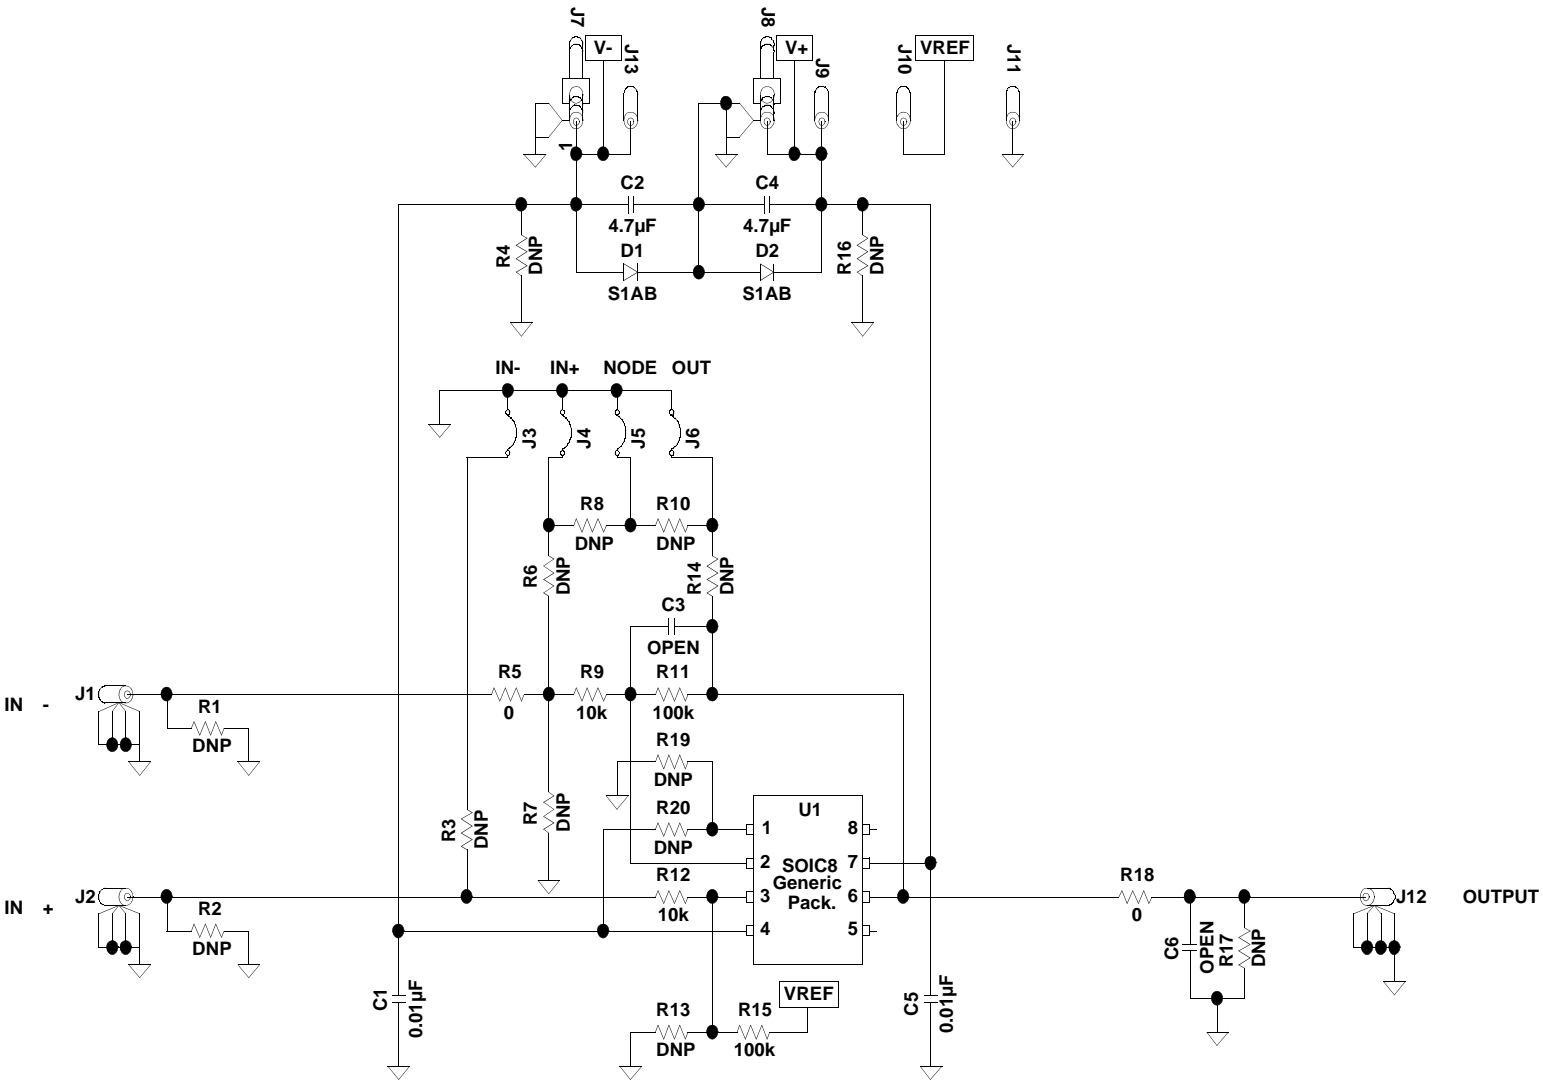 J7
V-
J13
J8
V+
J9
J10
VREF
J11
1
C2
4.7µF
C4
4.7µF
R4
DNP
D1
S1AB
D2
S1AB
R16
DNP
IN- IN+ NODE OUT
J3
J4
J5
J6
R8
DNP
R10
DNP
R6
DNP
R14
DNP
C3
OPEN
IN -
J1
R1
DNP
R5
0
R9
10k
R11
100k
R19
DNP
R3
DNP
R7
DNP
R20
DNP
U1
SOIC8
Generic
Pack.
1
2
3
4
8
7
6
5
IN +
J2
R2
DNP
R12
10k
R18
0
C6
OPEN
R17
DNP
J12
OUTPUT
C1
0.01µF
R13
DNP
R15
100k
VREF
C5
0.01µF